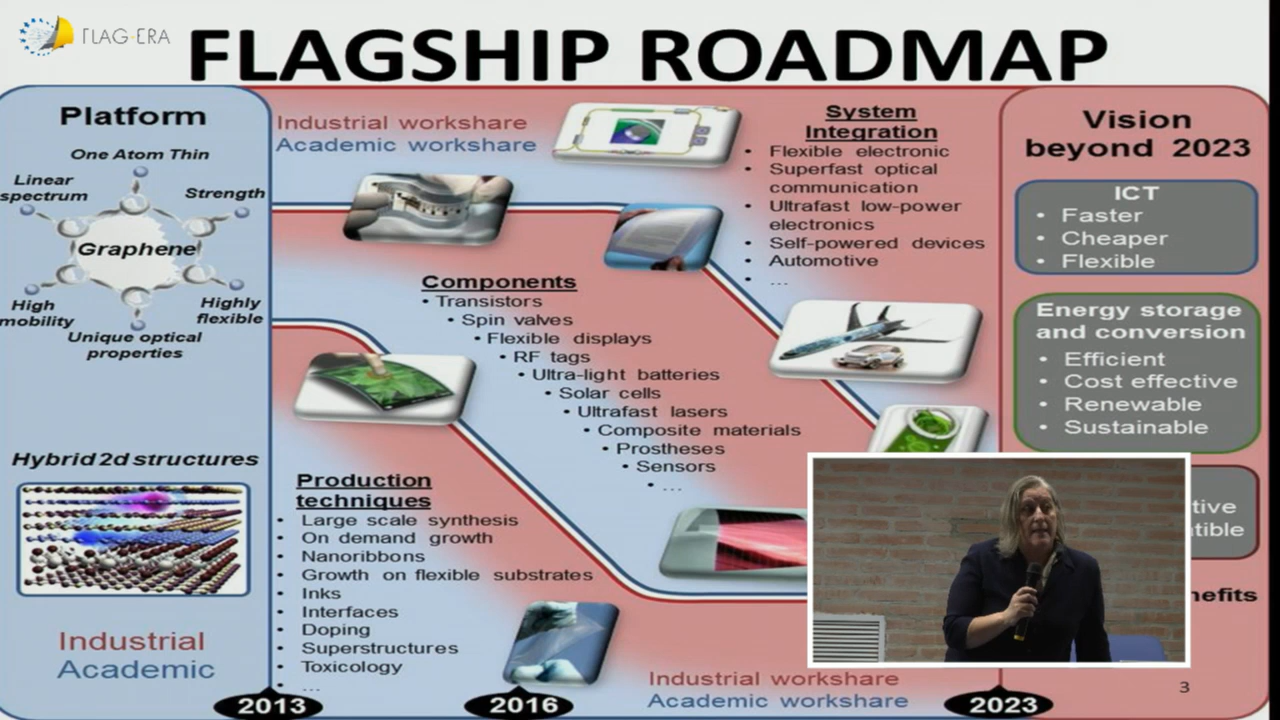 FLAG-ERA
FLAGSHIP ROADMAP
Platform
One Atom Thin
Linear
spectrum
Strength
Graphene
High
mobility
Highly
flexible
Unique optical
properties
Hybrid 2d structures
Industrial
Academic
Industrial workshare
Academic workshare
System
Integration
• Flexible electronic
• Superfast optical
communication
• Ultrafast low-power
electronics
• Self-powered devices
• Automotive
• ...
Components
• Transistors
• Spin valves
• Flexible displays
• RF tags
• Ultra-light batteries
• Solar cells
• Ultrafast lasers
• Composite materials
• Prostheses
• Sensors
• ...
Production
techniques
• Large scale synthesis
• On demand growth
• Nanoribbons
• Growth on flexible substrates
• Inks
• Interfaces
• Doping
• Superstructures
• Toxicology
• ...
Industrial workshare
Academic workshare
Vision
beyond 2023
ICT
• Faster
• Cheaper
• Flexible
Energy storage
and conversion
• Efficient
• Cost effective
• Renewable
• Sustainable
tive
tible
nefits
3
2013
2016
2023